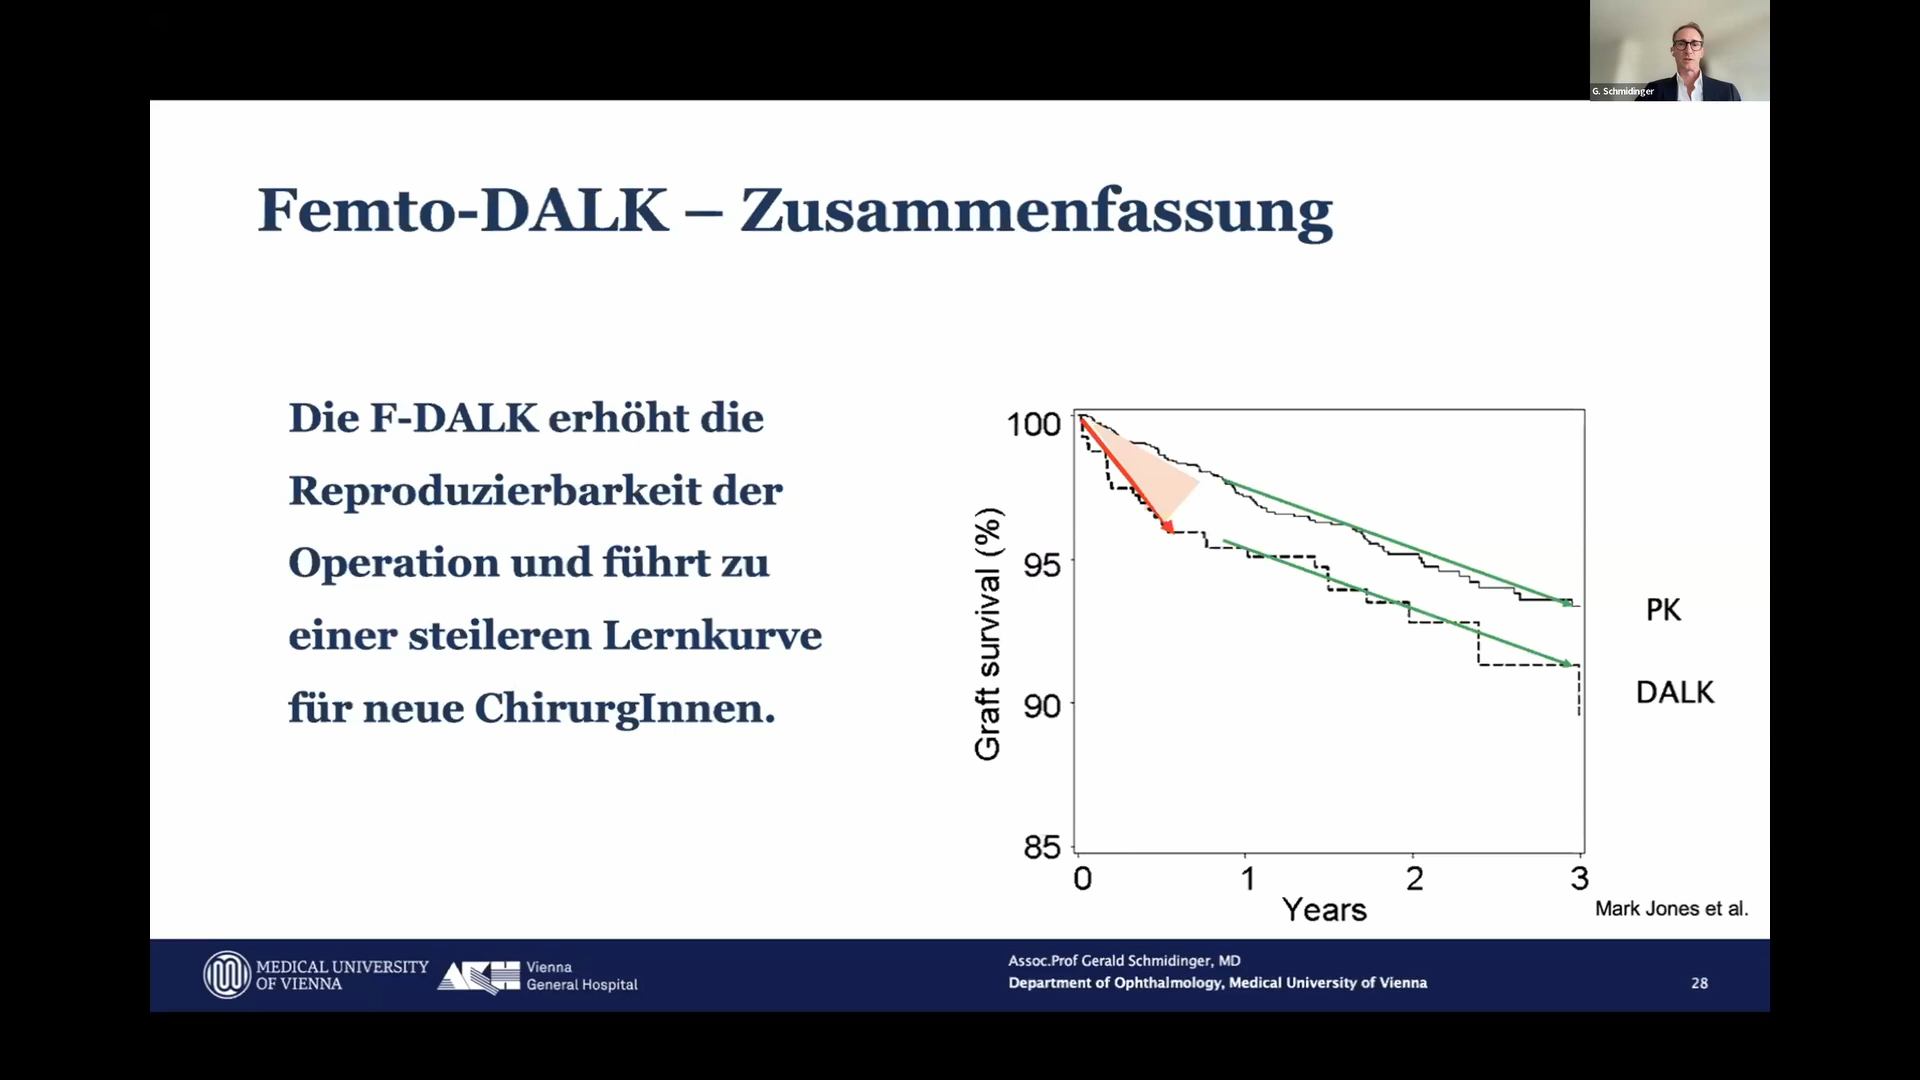 G. Schmidinger
Femto-DALK – Zusammenfassung
Die F-DALK erhöht die
Reproduzierbarkeit der
Operation und führt zu
einer steileren Lernkurve
für neue ChirurgInnen.
Graft survival (%)
100
95
90
85
0 1 2 3
Years
PK
DALK
Mark Jones et al.
MEDICAL UNIVERSITY
OF VIENNA
AKH
Vienna
General Hospital
Assoc.Prof Gerald Schmidinger, MD
Department of Ophthalmology, Medical University of Vienna
28